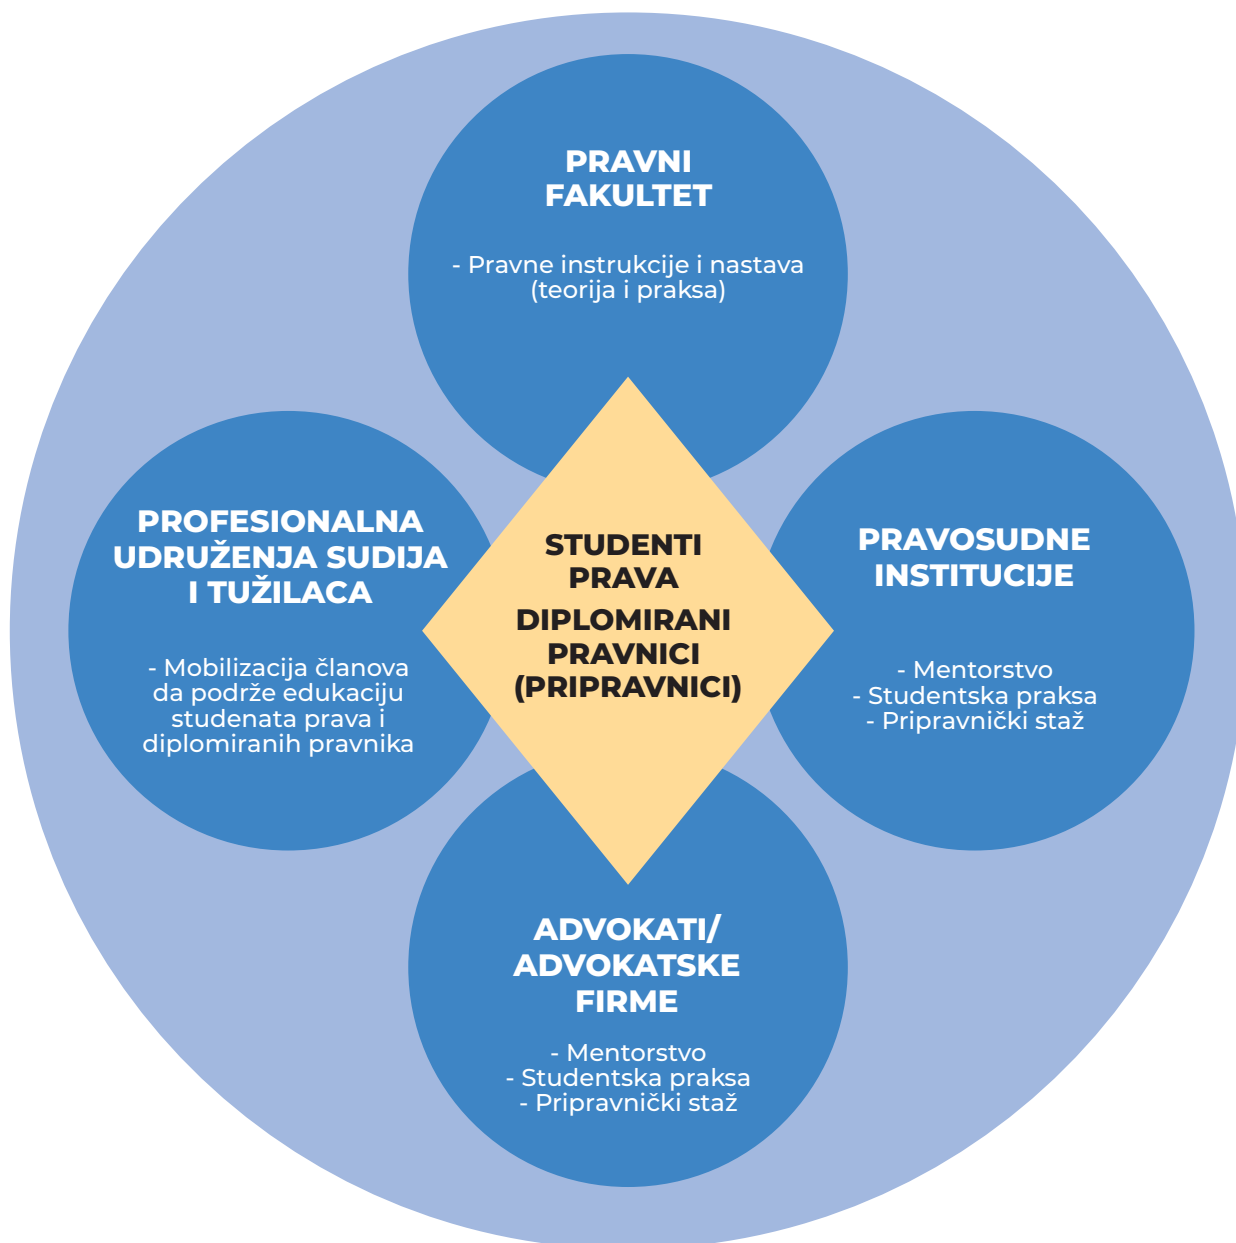 PRAVNI
FAKULTET
- Pravne instrukcije i nastava
(teorija i praksa)
PROFESIONALNA
UDRUŽENJA SUDIJA
I TUŽILACA
- Mobilizacija članova
da podrže edukaciju
studenata prava i
diplomiranih pravnika
STUDENTI
PRAVA
DIPLOMIRANI
PRAVNICI
(PRIPRAVNICI)
PRAVOSUDNE
INSTITUCIJE
- Mentorstvo
- Studentska praksa
- Pripravnički staž
ADVOKATI/
ADVOKATSKE
FIRME
- Mentorstvo
- Studentska praksa
- Pripravnički staž